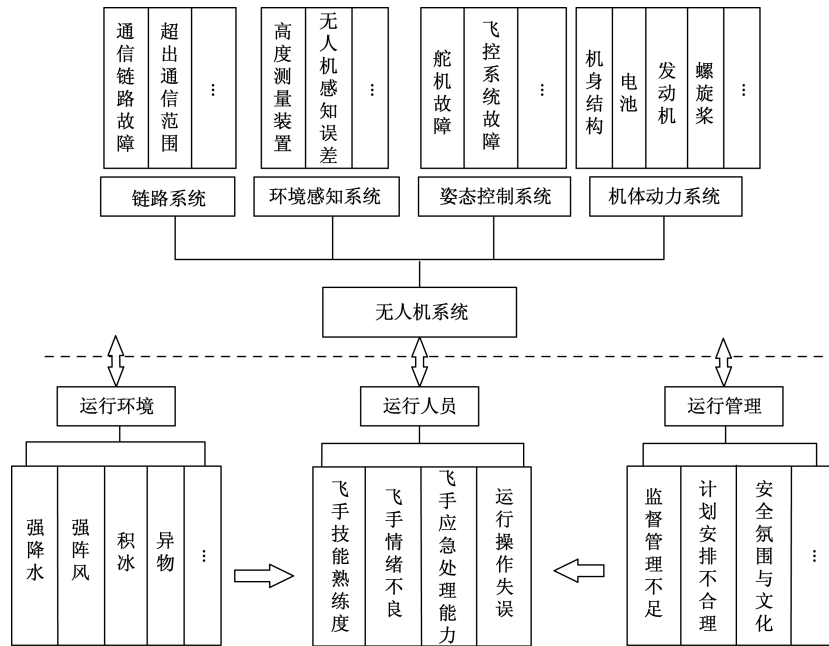 通信链路故障
超出通信范围
…
高度测量装置
无人机感知误差
…
舵机故障
飞控系统故障
…
机身结构
电池
发动机
螺旋桨
…
链路系统
环境感知系统
姿态控制系统
机体动力系统
无人机系统
运行环境
运行人员
运行管理
强降水
强阵风
积冰
异物
…
飞手技能熟练度
飞手情绪不良
飞手应急处理能力
运行操作失误
监督管理不足
计划安排不合理
安全氛围与文化
…